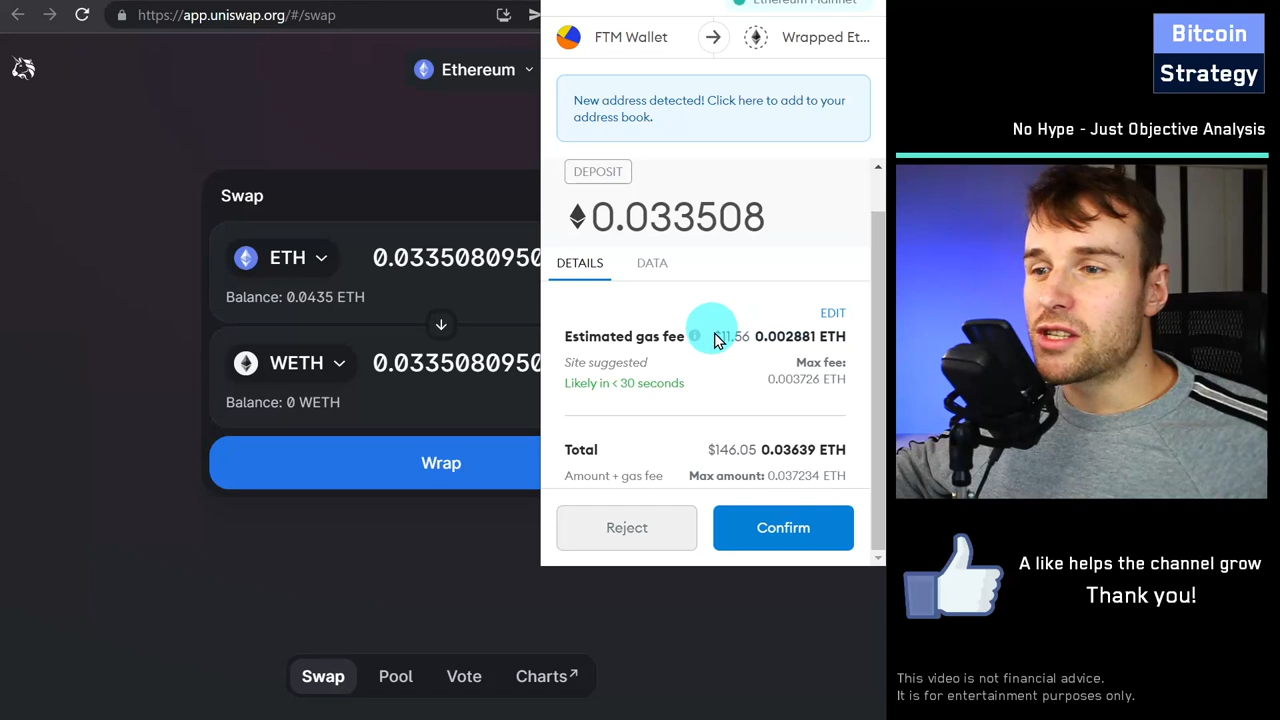 https://app.uniswap.org/#/swap
Ethereum
Swap
ETH
0.0335080950
Balance: 0.0435 ETH
WETH
0.0335080950
Balance: 0 WETH
Wrap
Swap
Pool
Vote
Charts↗
Ethereum Mainnet
FTM Wallet
Wrapped Et...
New address detected! Click here to add to your
address book.
DEPOSIT
0.033508
DETAILS
DATA
EDIT
Estimated gas fee $11.56 0.002881 ETH
Site suggested
Max fee:
Likely in < 30 seconds
0.003726 ETH
Total
$146.05 0.03639 ETH
Amount + gas fee
Max amount: 0.037234 ETH
Reject
Confirm
Bitcoin
Strategy
No Hype - Just Objective Analysis
A like helps the channel grow
Thank you!
This video is not financial advice.
It is for entertainment purposes only.